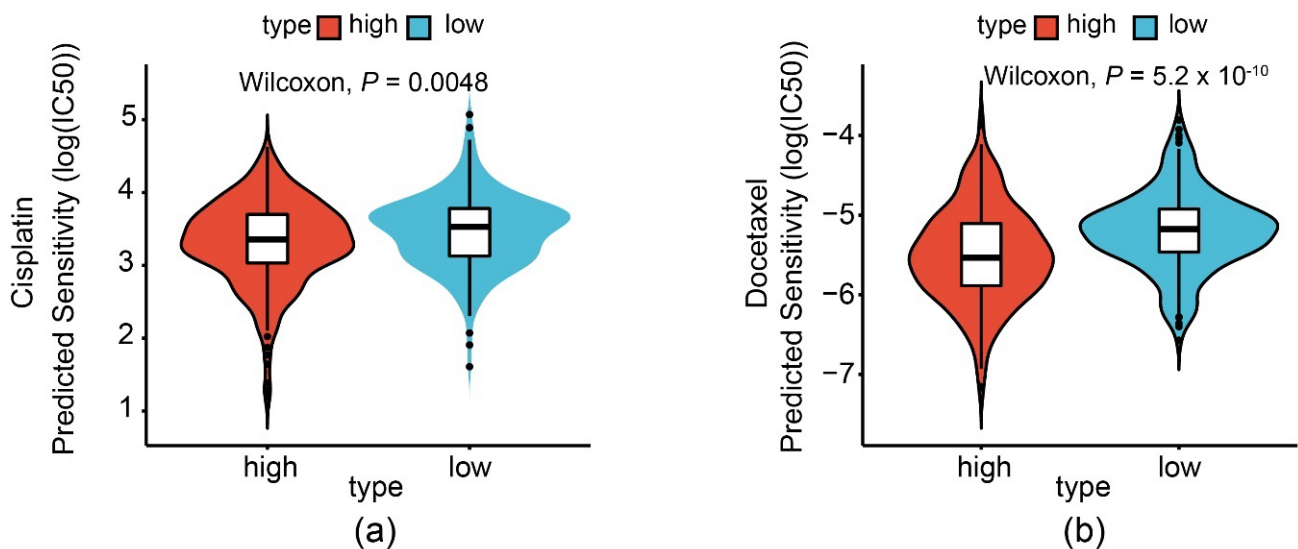 type high low
Wilcoxon, P = 0.0048
Cisplatin
Predicted Sensitivity (log(IC50))
5
4
3
2
1
high low
type
(a)
type high low
Wilcoxon, P = 5.2 x 10⁻¹⁰
Docetaxel
Predicted Sensitivity (log(IC50))
−4
−5
−6
−7
high low
type
(b)